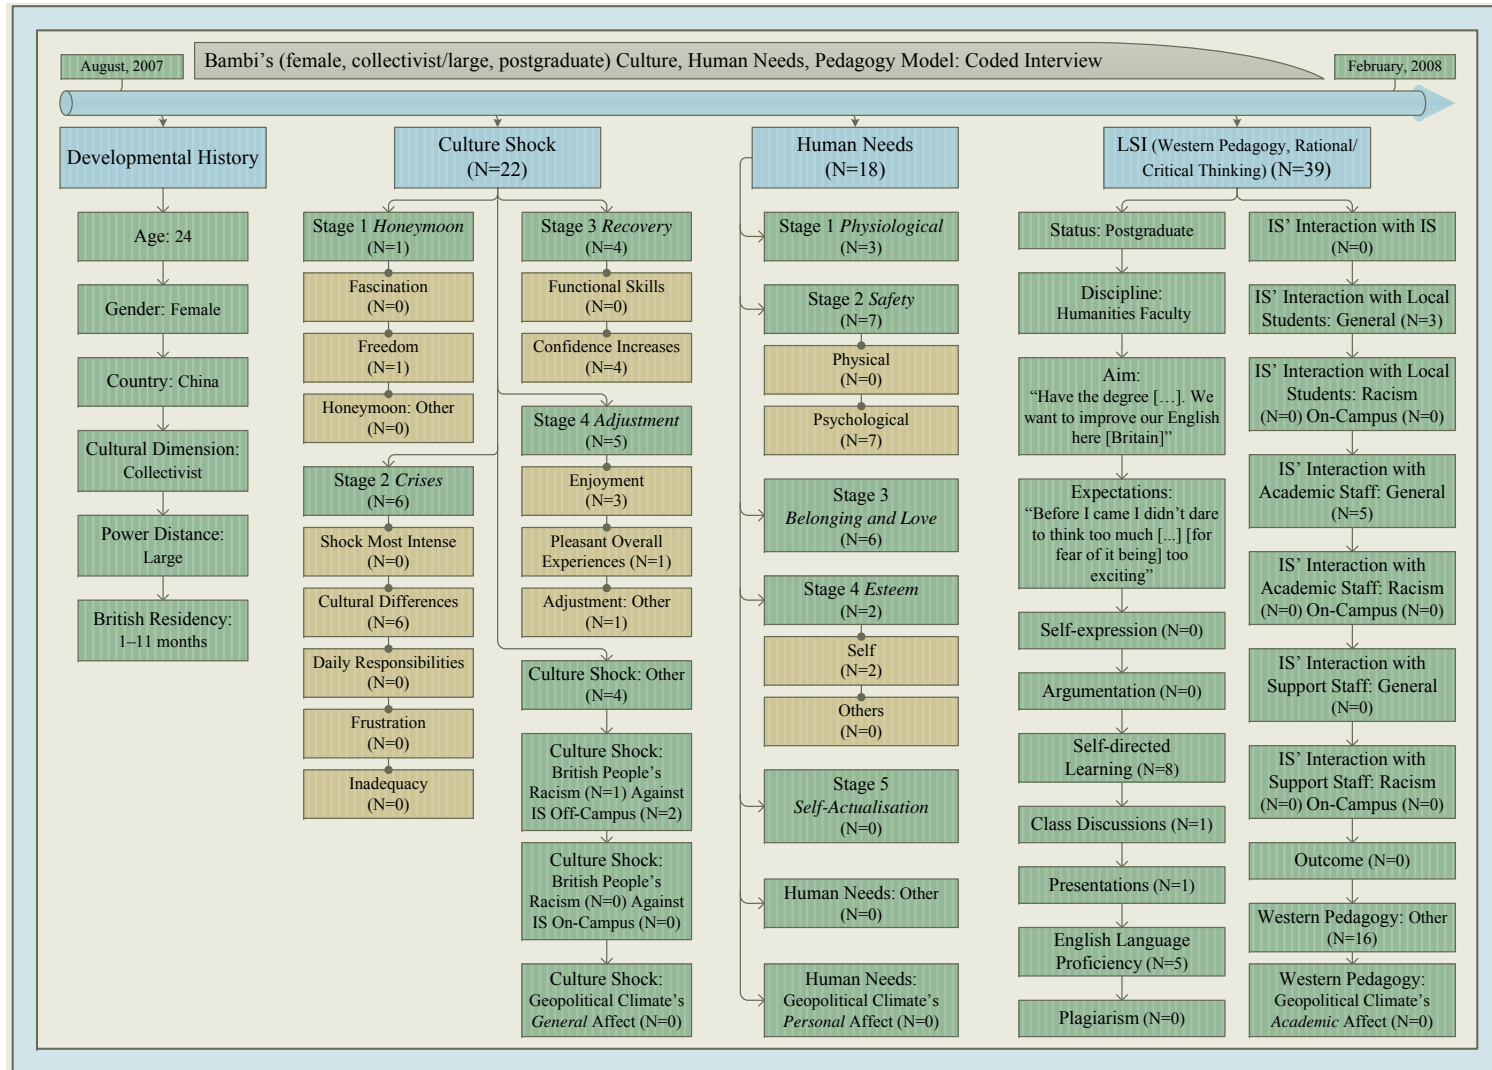 August, 2007
Bambi's (female, collectivist/large, postgraduate) Culture, Human Needs, Pedagogy Model: Coded Interview
February, 2008
Developmental History
Age: 24
Gender: Female
Country: China
Cultural Dimension:
Collectivist
Power Distance:
Large
British Residency:
1–11 months
Culture Shock
(N=22)
Stage 1 Honeymoon
(N=1)
Fascination
(N=0)
Freedom
(N=1)
Honeymoon: Other
(N=0)
Stage 2 Crises
(N=6)
Shock Most Intense
(N=0)
Cultural Differences
(N=6)
Daily Responsibilities
(N=0)
Frustration
(N=0)
Inadequacy
(N=0)
Stage 3 Recovery
(N=4)
Functional Skills
(N=0)
Confidence Increases
(N=4)
Stage 4 Adjustment
(N=5)
Enjoyment
(N=3)
Pleasant Overall
Experiences (N=1)
Adjustment: Other
(N=1)
Culture Shock: Other
(N=4)
Culture Shock:
British People's
Racism (N=1) Against
IS Off-Campus (N=2)
Culture Shock:
British People's
Racism (N=0) Against
IS On-Campus (N=0)
Culture Shock:
Geopolitical Climate's
General Affect (N=0)
Human Needs
(N=18)
Stage 1 Physiological
(N=3)
Stage 2 Safety
(N=7)
Physical
(N=0)
Psychological
(N=7)
Stage 3
Belonging and Love
(N=6)
Stage 4 Esteem
(N=2)
Self
(N=2)
Others
(N=0)
Stage 5
Self-Actualisation
(N=0)
Human Needs: Other
(N=0)
Human Needs:
Geopolitical Climate's
Personal Affect (N=0)
LSI (Western Pedagogy, Rational/
Critical Thinking) (N=39)
Status: Postgraduate
Discipline:
Humanities Faculty
Aim:
"Have the degree […]. We
want to improve our English
here [Britain]"
Expectations:
"Before I came I didn't dare
to think too much [...] [for
fear of it being] too
exciting"
Self-expression (N=0)
Argumentation (N=0)
Self-directed
Learning (N=8)
Class Discussions (N=1)
Presentations (N=1)
English Language
Proficiency (N=5)
Plagiarism (N=0)
IS' Interaction with IS
(N=0)
IS' Interaction with Local
Students: General (N=3)
IS' Interaction with Local
Students: Racism
(N=0) On-Campus (N=0)
IS' Interaction with
Academic Staff: General
(N=5)
IS' Interaction with
Academic Staff: Racism
(N=0) On-Campus (N=0)
IS' Interaction with
Support Staff: General
(N=0)
IS' Interaction with
Support Staff: Racism
(N=0) On-Campus (N=0)
Outcome (N=0)
Western Pedagogy: Other
(N=16)
Western Pedagogy:
Geopolitical Climate's
Academic Affect (N=0)